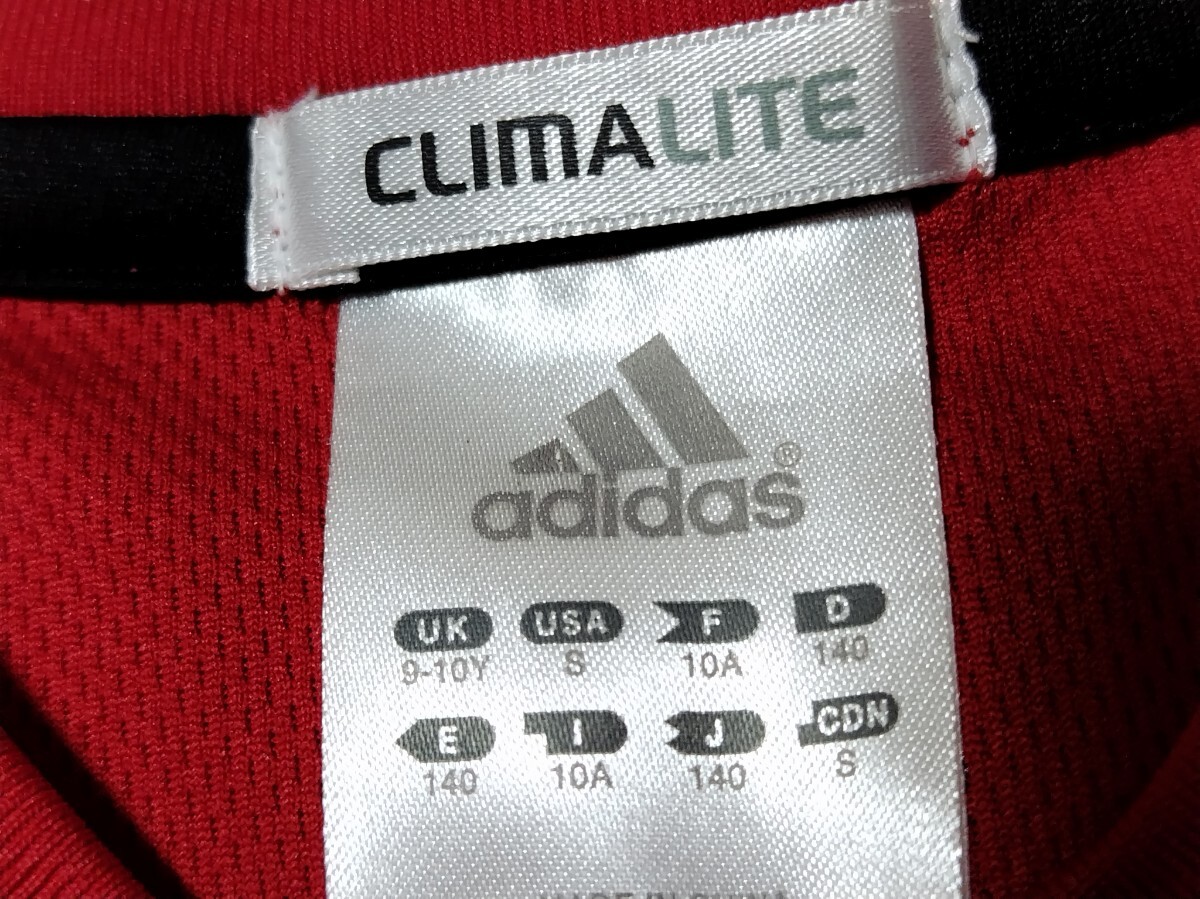 CLIMALITE
adidas®
UK USA F D
9-10Y S 10A 140
E I J CDN
140 10A 140 S